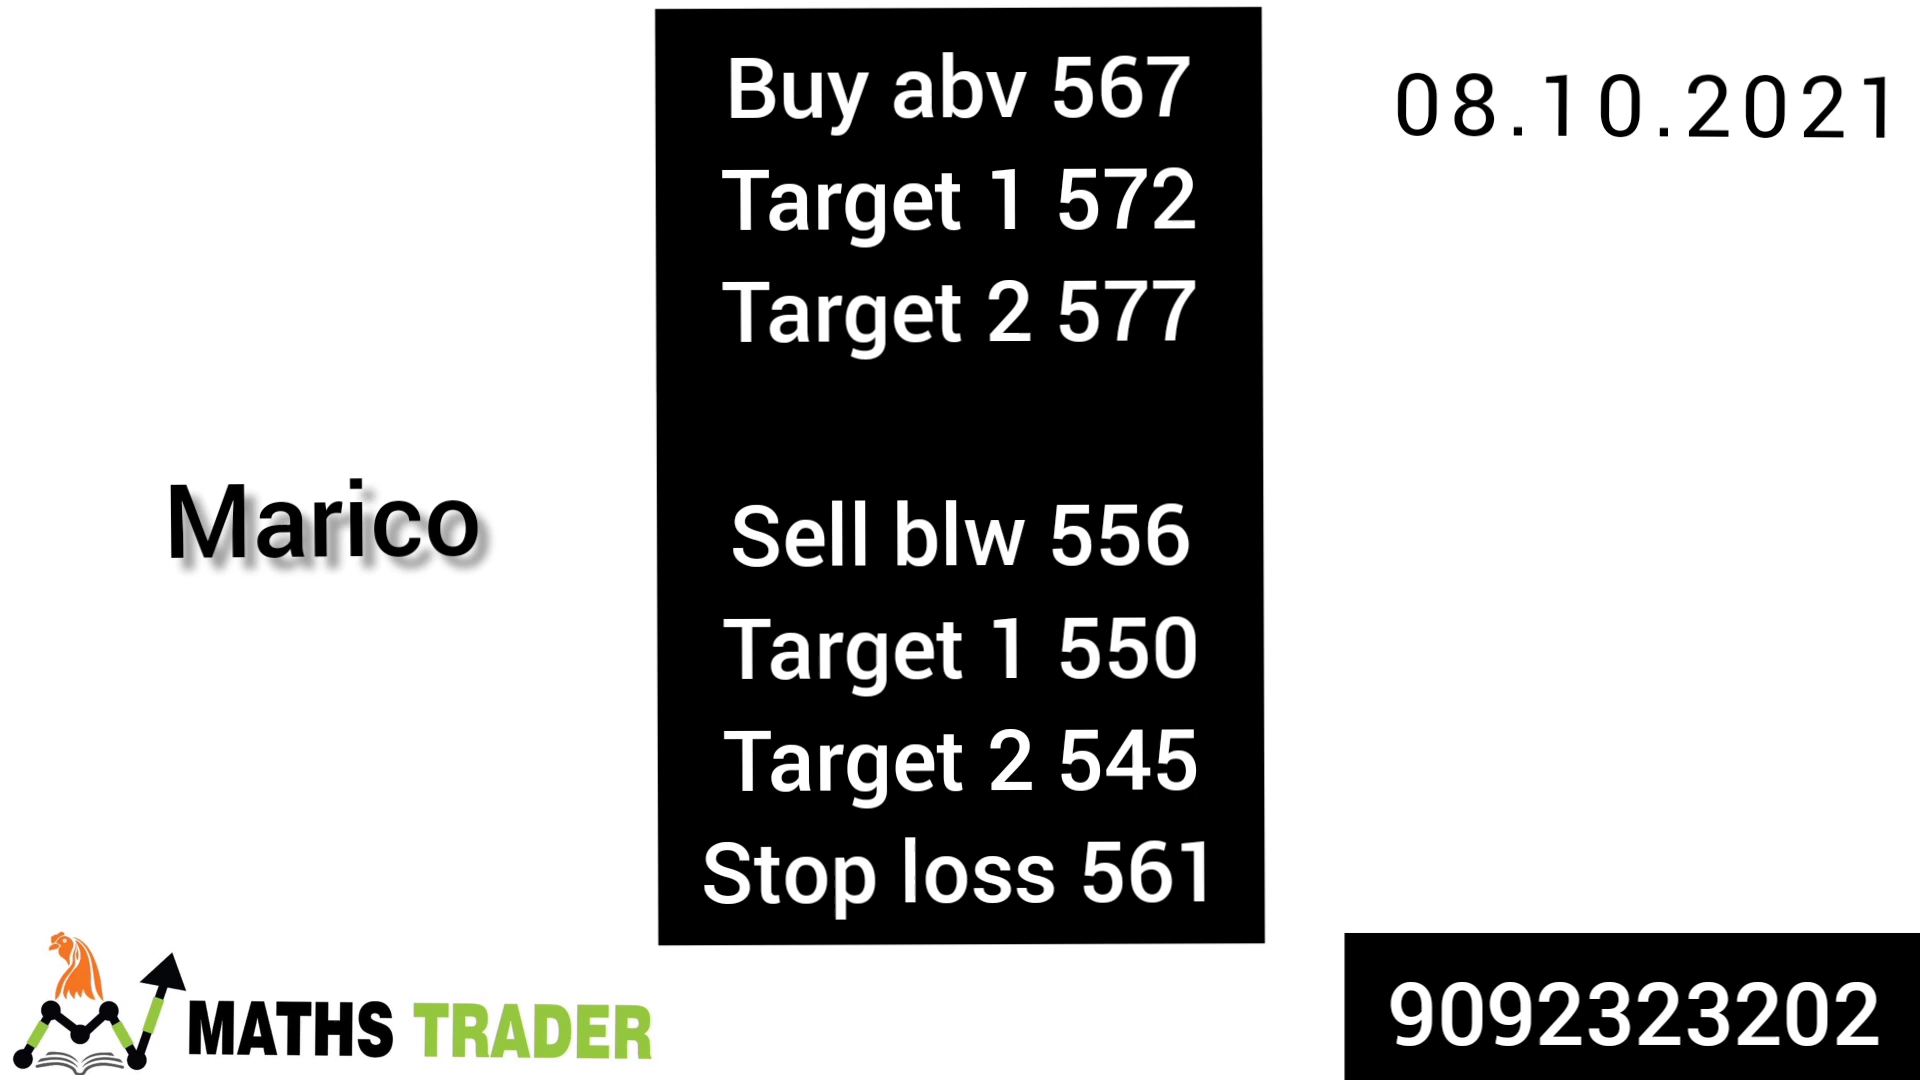 Buy abv 567
Target 1 572
Target 2 577
Sell blw 556
Target 1 550
Target 2 545
Stop loss 561
08.10.2021
Marico
MATHS TRADER
9092323202